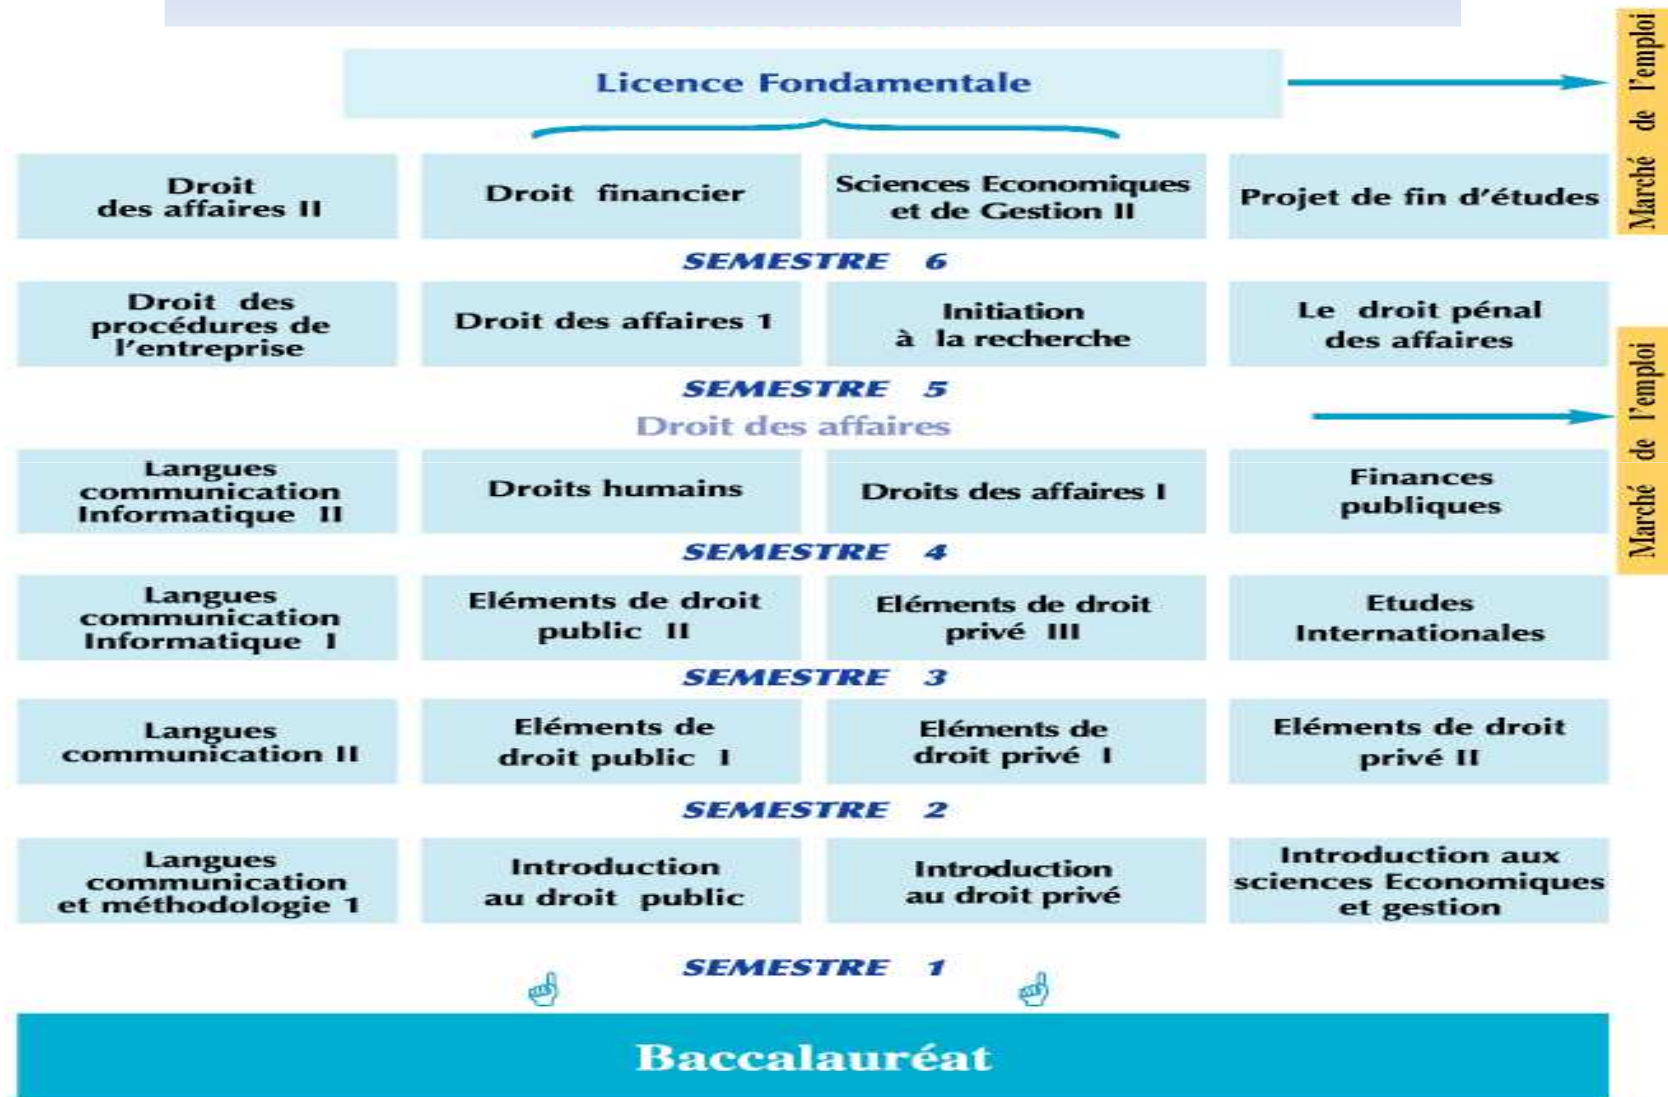 Licence Fondamentale
Marché de l'emploi
Droit
des affaires II
Droit financier
Sciences Economiques
et de Gestion II
Projet de fin d'études
SEMESTRE 6
Droit des
procédures de
l'entreprise
Droit des affaires 1
Initiation
à la recherche
Le droit pénal
des affaires
SEMESTRE 5
Droit des affaires
Marché de l'emploi
Langues
communication
Informatique II
Droits humains
Droits des affaires I
Finances
publiques
SEMESTRE 4
Langues
communication
Informatique I
Eléments de droit
public II
Eléments de droit
privé III
Etudes
Internationales
SEMESTRE 3
Langues
communication II
Eléments de
droit public I
Eléments de
droit privé I
Eléments de droit
privé II
SEMESTRE 2
Langues
communication
et méthodologie 1
Introduction
au droit public
Introduction
au droit privé
Introduction aux
sciences Economiques
et gestion
SEMESTRE 1
Baccalauréat